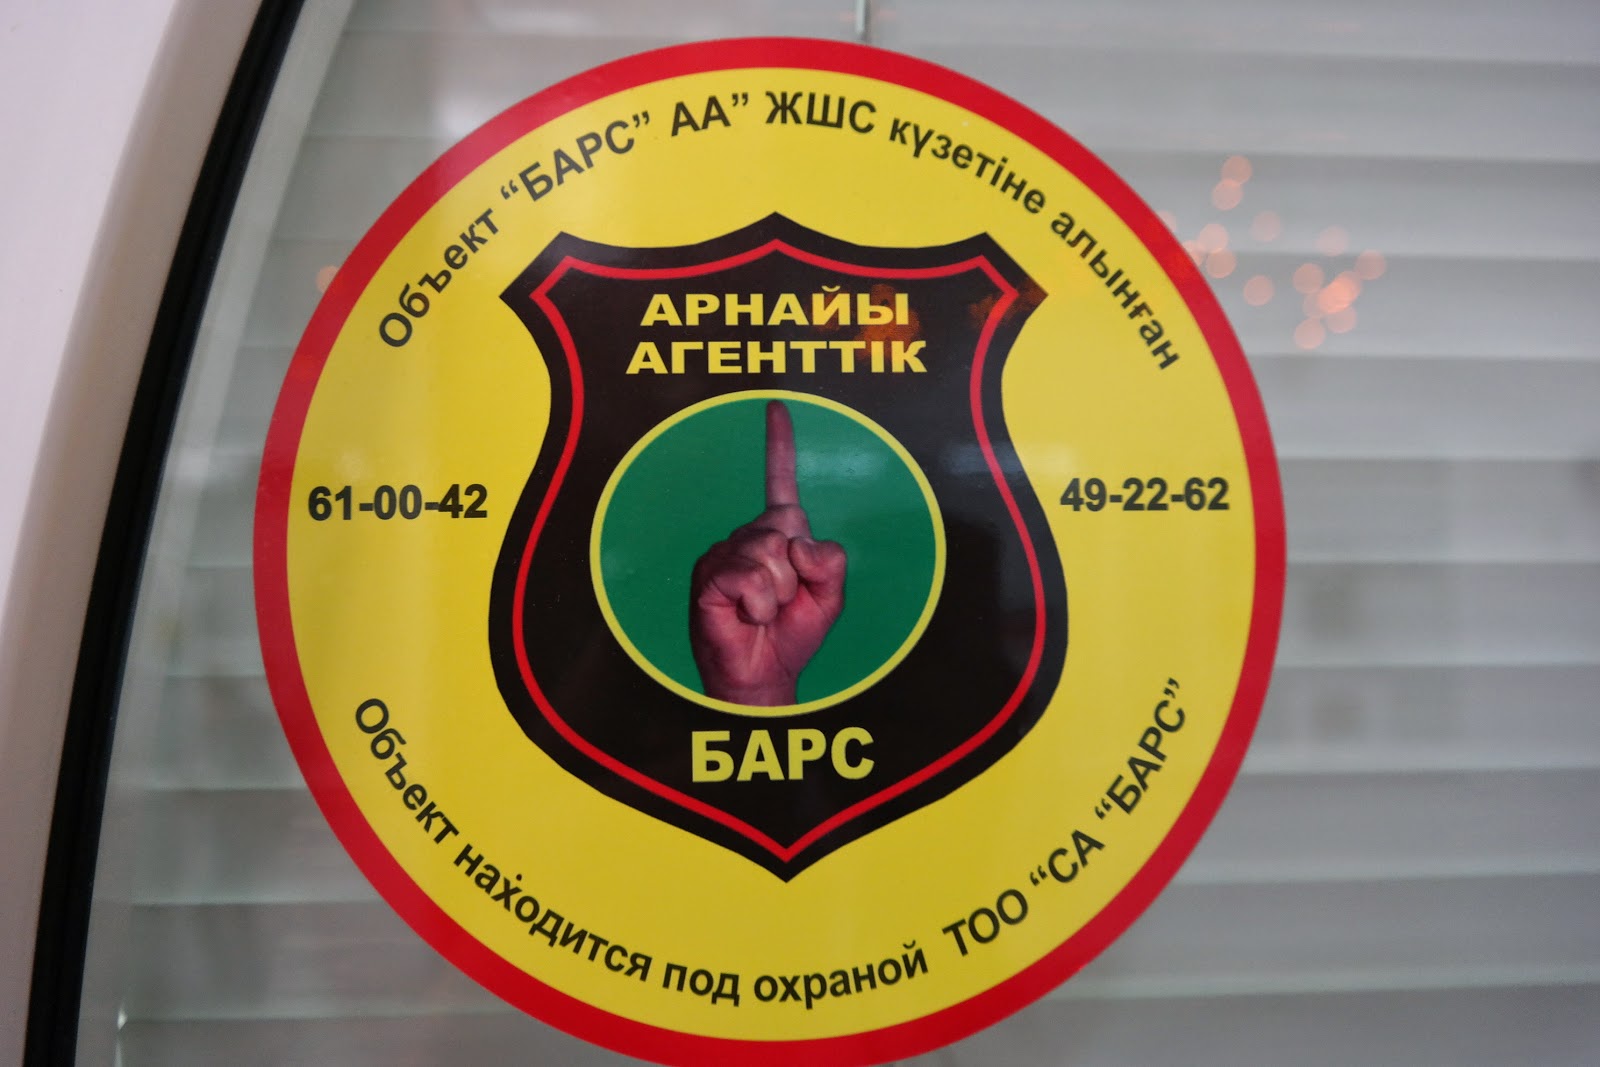 Объект “БАРС” АА” ЖШС күзетіне алынған
АРНАЙЫ
АГЕНТТІК
61-00-42
49-22-62
БАРС
Объект находится под охраной ТОО “СА “БАРС”